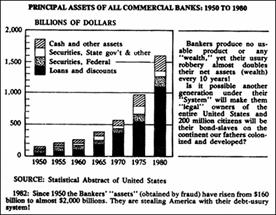 PRINCIPAL ASSETS OF ALL COMMERCIAL BANKS: 1950 TO 1980
BILLIONS OF DOLLARS
2,000
1,500
1,000
500
0
Cash and other assets
Securities, State gov't & other
Securities, Federal
Loans and discounts
1950 1955 1960 1965 1970 1975 1980
Bankers produce no us-
able product or any
"wealth," yet their usury
robbery almost doubles
their net assets (wealth)
every 10 years!
Is it possible another
generation under their
"System" will make them
"legal" owners of the
entire United States and
200 million citizens will be
their bond-slaves on the
continent our fathers colon-
ized and developed?
SOURCE: Statistical Abstract of United States
1982: Since 1950 the Bankers' "assets" (obtained by fraud) have risen from $160
billion to almost $2,000 billions. They are stealing America with their debt-usury
system!